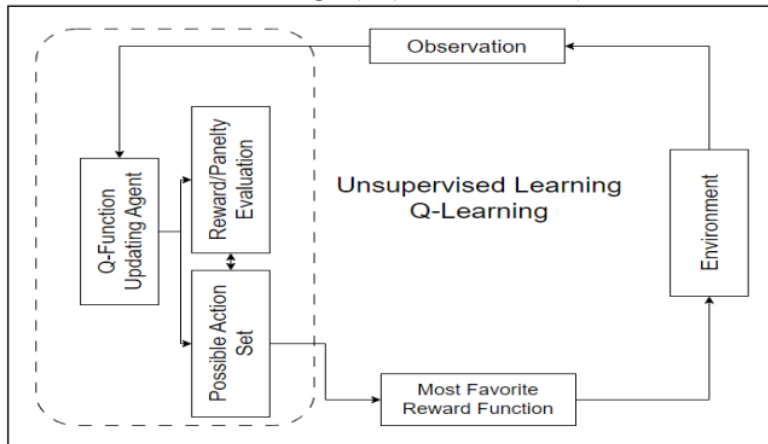 Observation
Q-Function
Updating Agent
Reward/Panelty
Evaluation
Possible Action
Set
Unsupervised Learning
Q-Learning
Environment
Most Favorite
Reward Function